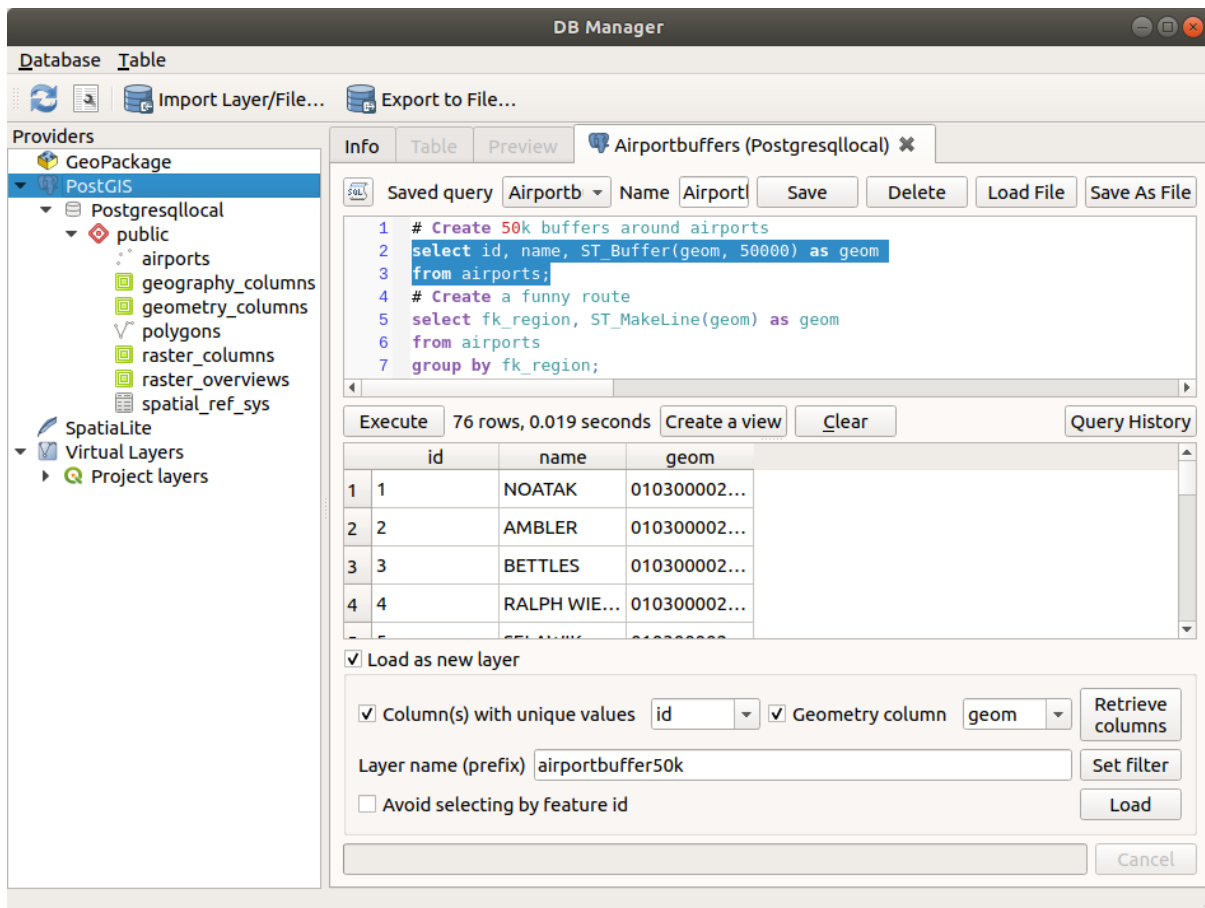 DB Manager
Database Table
Import Layer/File... Export to File...
Providers
GeoPackage
PostGIS
Postgresqllocal
public
airports
geography_columns
geometry_columns
polygons
raster_columns
raster_overviews
spatial_ref_sys
SpatiaLite
Virtual Layers
Project layers
Info Table Preview Airportbuffers (Postgresqllocal)
SQL Saved query Airportb Name Airport Save Delete Load File Save As File
1 # Create 50k buffers around airports
2 select id, name, ST_Buffer(geom, 50000) as geom
3 from airports;
4 # Create a funny route
5 select fk_region, ST_MakeLine(geom) as geom
6 from airports
7 group by fk_region;
Execute 76 rows, 0.019 seconds Create a view Clear Query History
id name geom
1 1 NOATAK 010300002...
2 2 AMBLER 010300002...
3 3 BETTLES 010300002...
4 4 RALPH WIE... 010300002...
Load as new layer
Column(s) with unique values id Geometry column geom Retrieve columns
Layer name (prefix) airportbuffer50k Set filter
Avoid selecting by feature id Load
Cancel